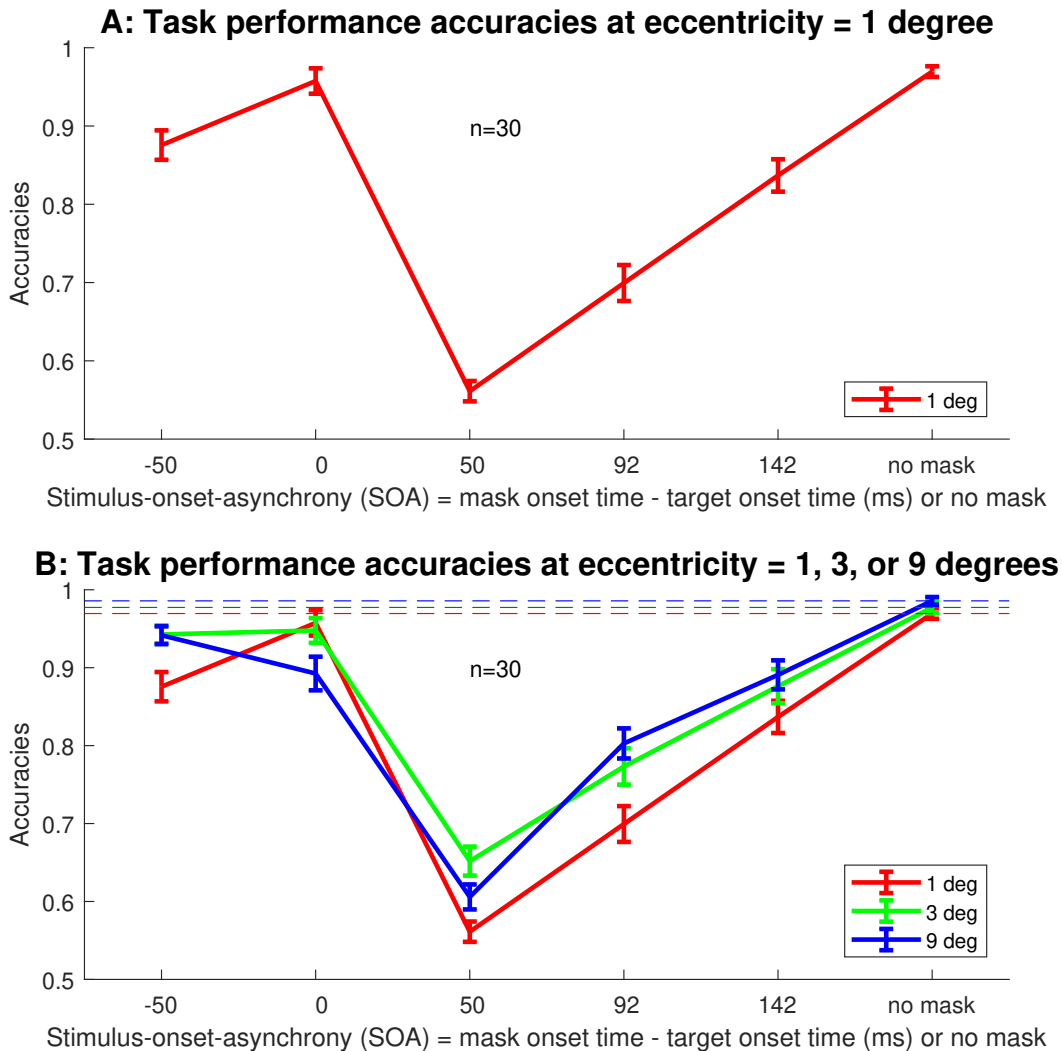 A: Task performance accuracies at eccentricity = 1 degree
1
0.9
0.8
0.7
0.6
0.5
Accuracies
n=30
1 deg
-50 0 50 92 142 no mask
Stimulus-onset-asynchrony (SOA) = mask onset time - target onset time (ms) or no mask
B: Task performance accuracies at eccentricity = 1, 3, or 9 degrees
1
0.9
0.8
0.7
0.6
0.5
Accuracies
n=30
1 deg
3 deg
9 deg
-50 0 50 92 142 no mask
Stimulus-onset-asynchrony (SOA) = mask onset time - target onset time (ms) or no mask